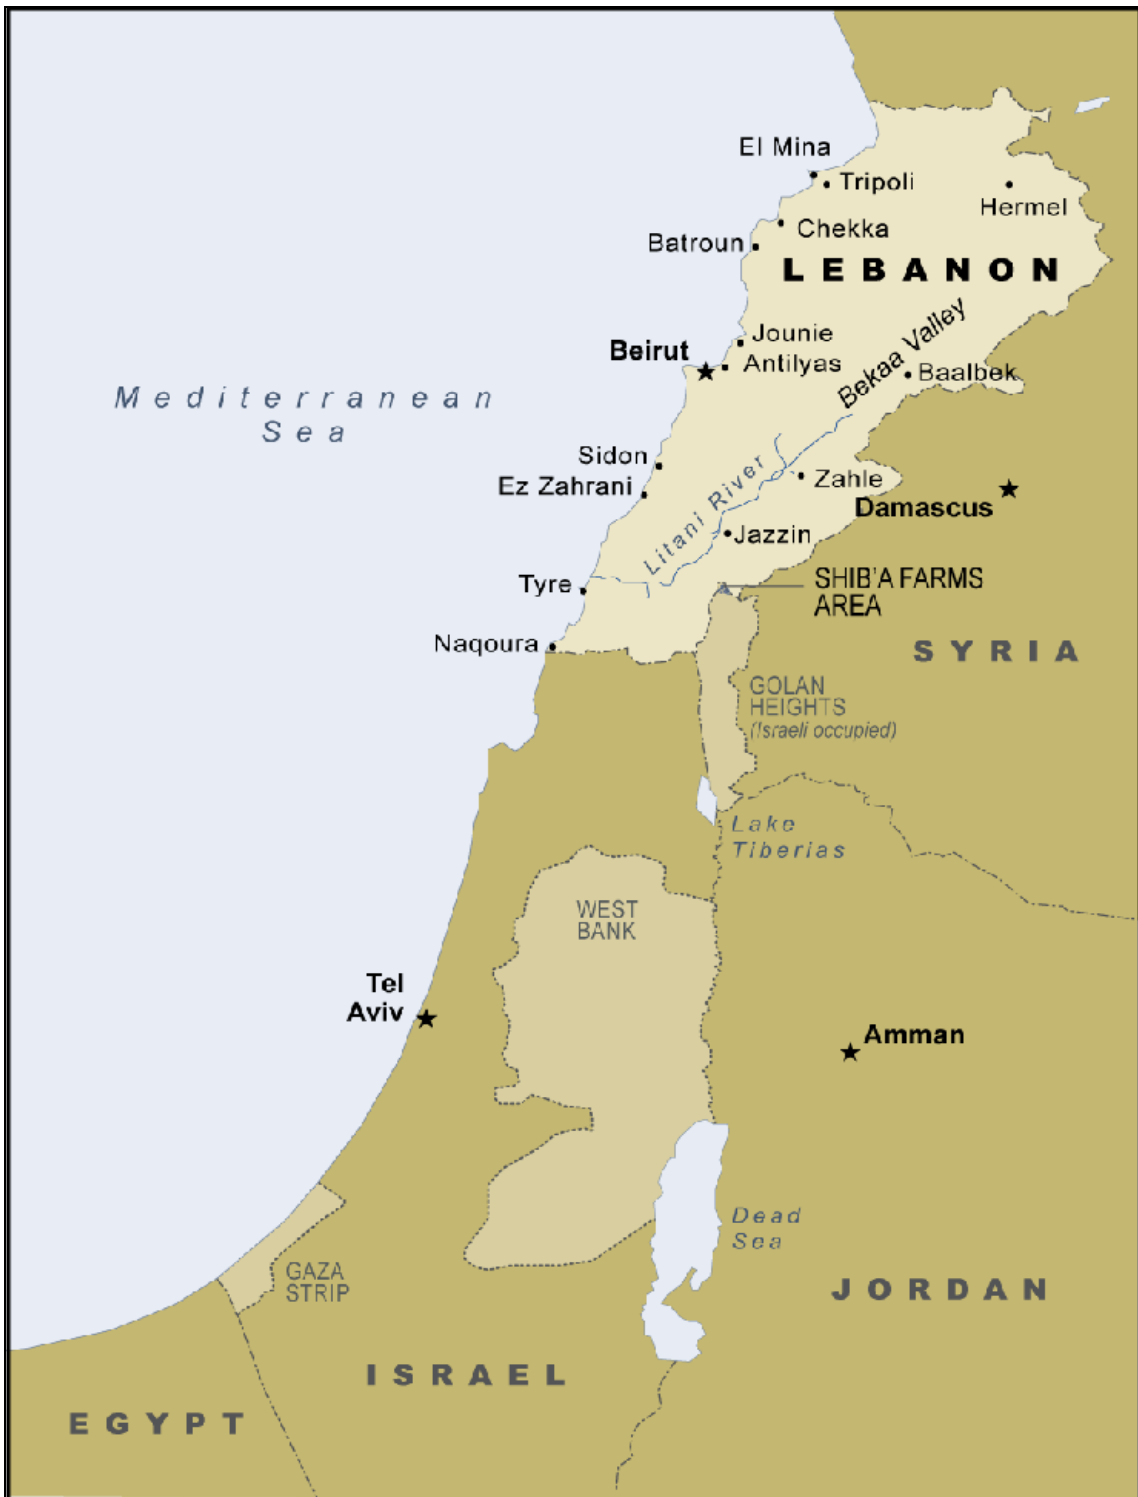 El Mina
Tripoli
Hermel
Chekka
Batroun
LEBANON
Bekaa Valley
Jounie
Beirut
Antilyas
Baalbek
Mediterranean
Sea
Sidon
Zahle
Ez Zahrani
Litani River
Damascus
Jazzin
Tyre
SHIB'A FARMS
AREA
Naqoura
SYRIA
GOLAN
HEIGHTS
(Israeli occupied)
Lake
Tiberias
WEST
BANK
Tel
Aviv
Amman
Dead
Sea
GAZA
STRIP
JORDAN
ISRAEL
EGYPT